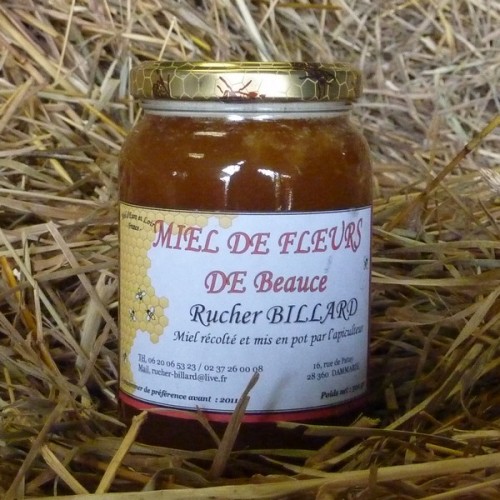 MIEL DE FLEURS
DE Beauce
Rucher BILLARD
Miel récolté et mis en pot par l'apiculteur
Tél. 06 20 06 53 23 / 02 37 26 00 08
Mail. rucher-billard@live.fr
16, rue de
28 360 DAMMARIE
de préférence avant : 2011
Poids net :